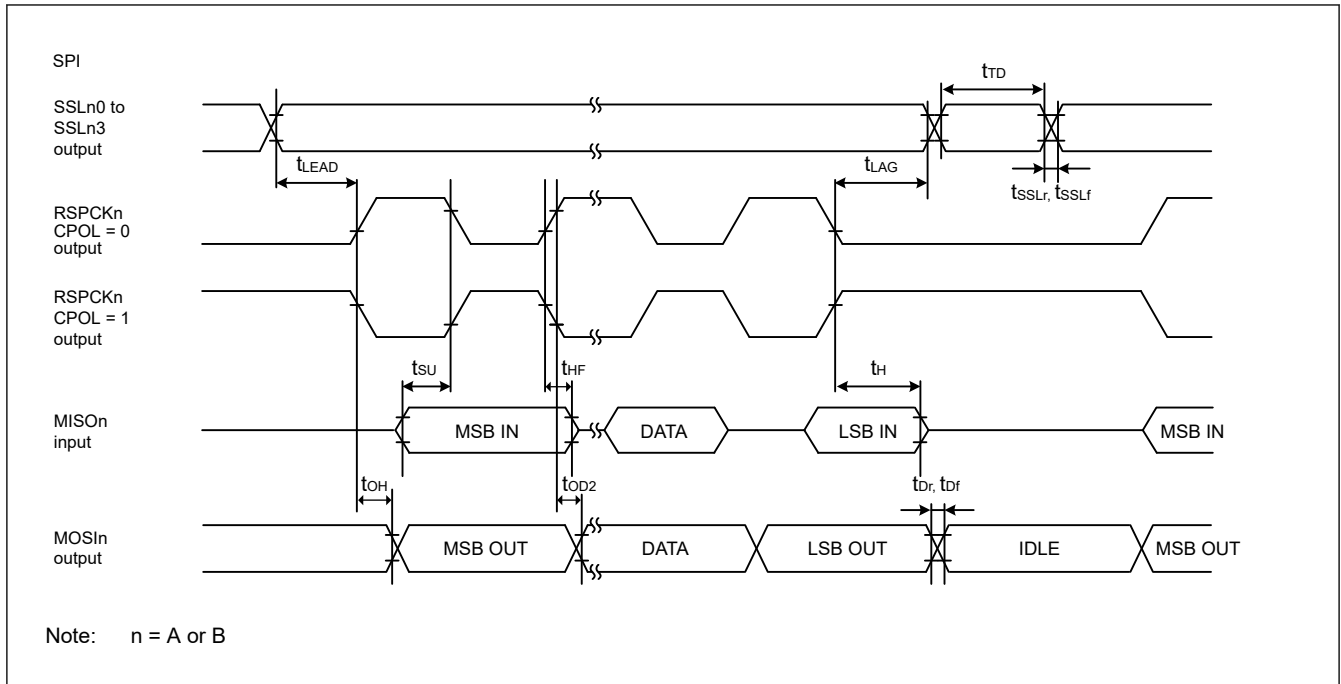 SPI
SSLn0 to
SSLn3
output
tTD
tLEAD
tLAG
tSSLr, tSSLf
RSPCKn
CPOL = 0
output
RSPCKn
CPOL = 1
output
tSU
tHF
tH
MISOn
input
MSB IN
DATA
LSB IN
MSB IN
tOH
tOD2
tDr, tDf
MOSIn
output
MSB OUT
DATA
LSB OUT
IDLE
MSB OUT
Note: n = A or B